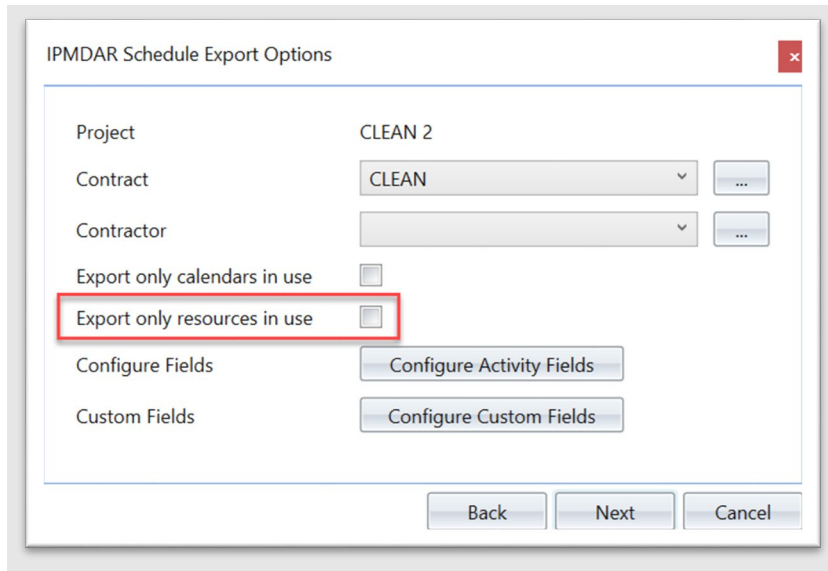 IPMDAR Schedule Export Options
x
Project CLEAN 2
Contract CLEAN ...
Contractor ...
Export only calendars in use
Export only resources in use
Configure Fields Configure Activity Fields
Custom Fields Configure Custom Fields
Back Next Cancel